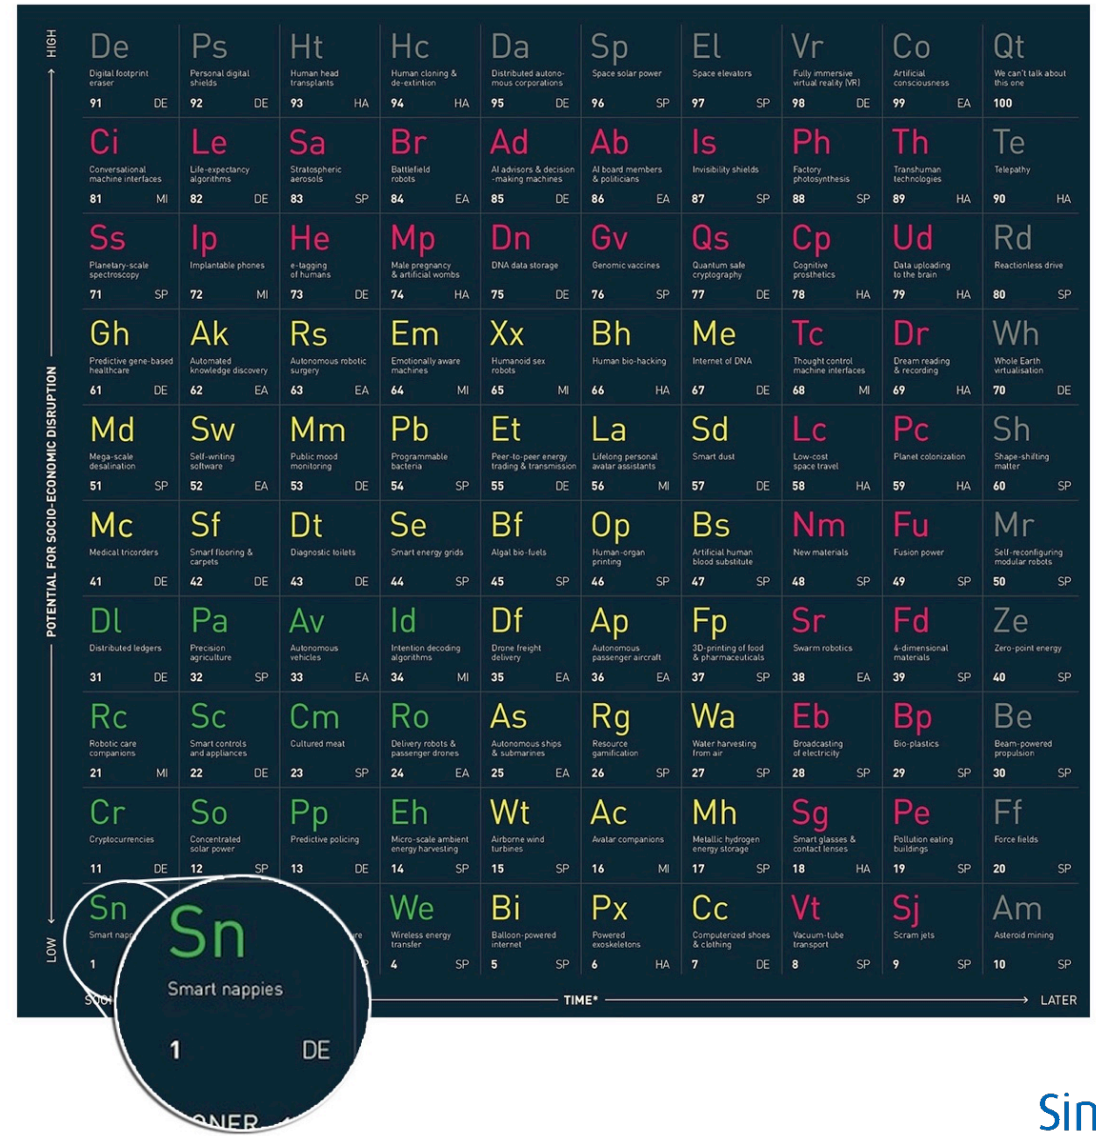 HIGH
De Ps Ht Hc Da Sp El Vr Co Qt
Digital footprint Personal digital Human head Human cloning & Distributed autono- Space solar power Space elevators Fully immersive Artificial We can't talk about
eraser shields transplants de-extintion mous corporations virtual reality (VR) consciousness this one
91 DE 92 DE 93 HA 94 HA 95 DE 96 SP 97 SP 98 DE 99 EA 100
Ci Le Sa Br Ad Ab Is Ph Th Te
Conversational Life-expectancy Stratospheric Battlefield AI advisors & decision AI board members Invisibility shields Factory Transhuman Telepathy
machine interfaces algorithms aerosols robots -making machines & politicians photosynthesis technologies
81 MI 82 DE 83 SP 84 EA 85 DE 86 EA 87 SP 88 SP 89 HA 90 HA
Ss Ip He Mp Dn Gv Qs Cp Ud Rd
Planetary-scale Implantable phones e-tagging Male pregnancy DNA data storage Genomic vaccines Quantum safe Cognitive Data uploading Reactionless drive
spectroscopy of humans & artificial wombs cryptography prosthetics to the brain
71 SP 72 MI 73 DE 74 HA 75 DE 76 SP 77 DE 78 HA 79 HA 80 SP
Gh Ak Rs Em Xx Bh Me Tc Dr Wh
Predictive gene-based Automated Autonomous robotic Emotionally aware Humanoid sex Human bio-hacking Internet of DNA Thought control Dream reading Whole Earth
healthcare knowledge discovery surgery machines robots machine interfaces & recording virtualisation
61 DE 62 EA 63 EA 64 MI 65 MI 66 HA 67 DE 68 MI 69 HA 70 DE
POTENTIAL FOR SOCIO-ECONOMIC DISRUPTION
Md Sw Mm Pb Et La Sd Lc Pc Sh
Mega-scale Self-writing Public mood Programmable Peer-to-peer energy Lifelong personal Smart dust Low-cost Planet colonization Shape-shifting
desalination software monitoring bacteria trading & transmission avatar assistants space travel matter
51 SP 52 EA 53 DE 54 SP 55 DE 56 MI 57 DE 58 HA 59 HA 60 SP
Mc Sf Dt Se Bf Op Bs Nm Fu Mr
Medical tricorders Smart flooring & Diagnostic toilets Smart energy grids Algal bio-fuels Human-organ Artificial human New materials Fusion power Self-reconfiguring
carpets printing blood substitute modular robots
41 DE 42 DE 43 DE 44 SP 45 SP 46 SP 47 SP 48 SP 49 SP 50 SP
Dl Pa Av Id Df Ap Fp Sr Fd Ze
Distributed ledgers Precision Autonomous Intention decoding Drone freight Autonomous 3D-printing of food Swarm robotics 4-dimensional Zero-point energy
agriculture vehicles algorithms delivery passenger aircraft & pharmaceuticals materials
31 DE 32 SP 33 EA 34 MI 35 EA 36 EA 37 SP 38 EA 39 SP 40 SP
Rc Sc Cm Ro As Rg Wa Eb Bp Be
Robotic care Smart controls Cultured meat Delivery robots & Autonomous ships Resource Water harvesting Broadcasting Bio-plastics Beam-powered
companions and appliances passenger drones & submarines gamification from air of electricity propulsion
21 MI 22 DE 23 SP 24 EA 25 EA 26 SP 27 SP 28 SP 29 SP 30 SP
Cr So Pp Eh Wt Ac Mh Sg Pe Ff
Cryptocurrencies Concentrated Predictive policing Micro-scale ambient Airborne wind Avatar companions Metallic hydrogen Smart glasses & Pollution eating Force fields
solar power energy harvesting turbines energy storage contact lenses buildings
11 DE 12 SP 13 DE 14 SP 15 SP 16 MI 17 SP 18 HA 19 SP 20 SP
Sn We Bi Px Cc Vt Sj Am
Smart Wireless energy Balloon-powered Powered Computerized shoes Vacuum-tube Scram jets Asteroid mining
transfer internet exoskeletons & clothing transport
1 4 SP 5 SP 6 HA 7 DE 8 SP 9 SP 10 SP
LOW
TIME* LATER
Sn
Smart nappies
1 DE
Sin